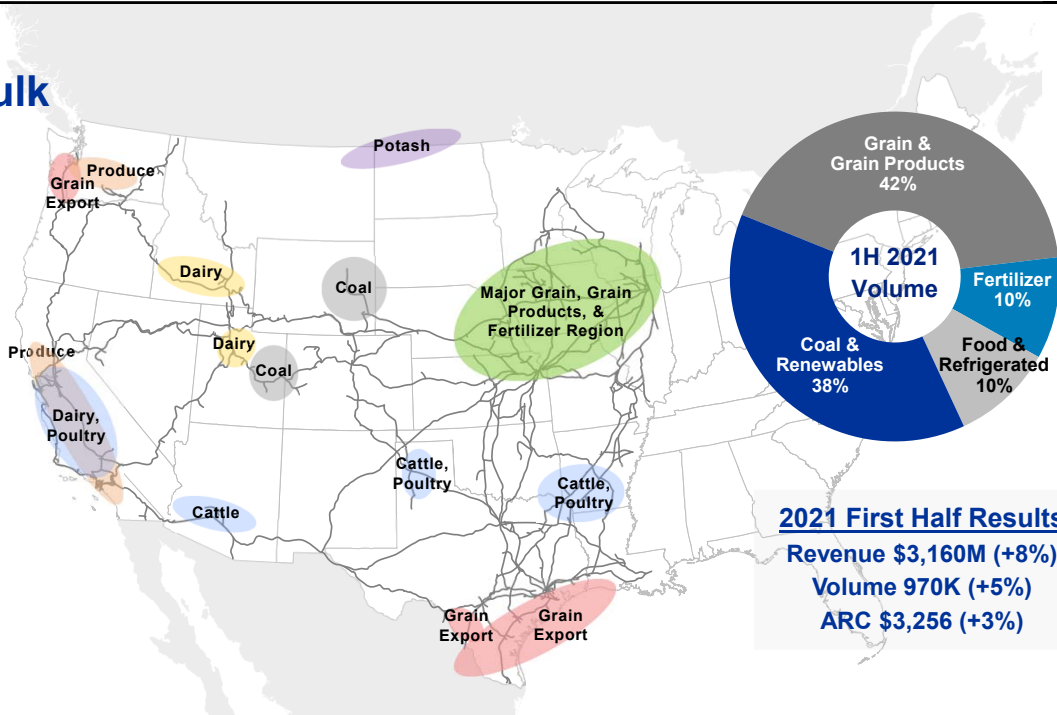 ulk
Potash
Produce
Grain
Export
Dairy
Coal
Major Grain, Grain
Products, &
Fertilizer Region
Dairy
Coal
Produce
Dairy,
Poultry
Cattle
Cattle,
Poultry
Cattle,
Poultry
Grain
Export
Grain
Export
Grain &
Grain Products
42%
1H 2021
Volume
Fertilizer
10%
Coal &
Renewables
38%
Food &
Refrigerated
10%
2021 First Half Results
Revenue $3,160M (+8%)
Volume 970K (+5%)
ARC $3,256 (+3%)